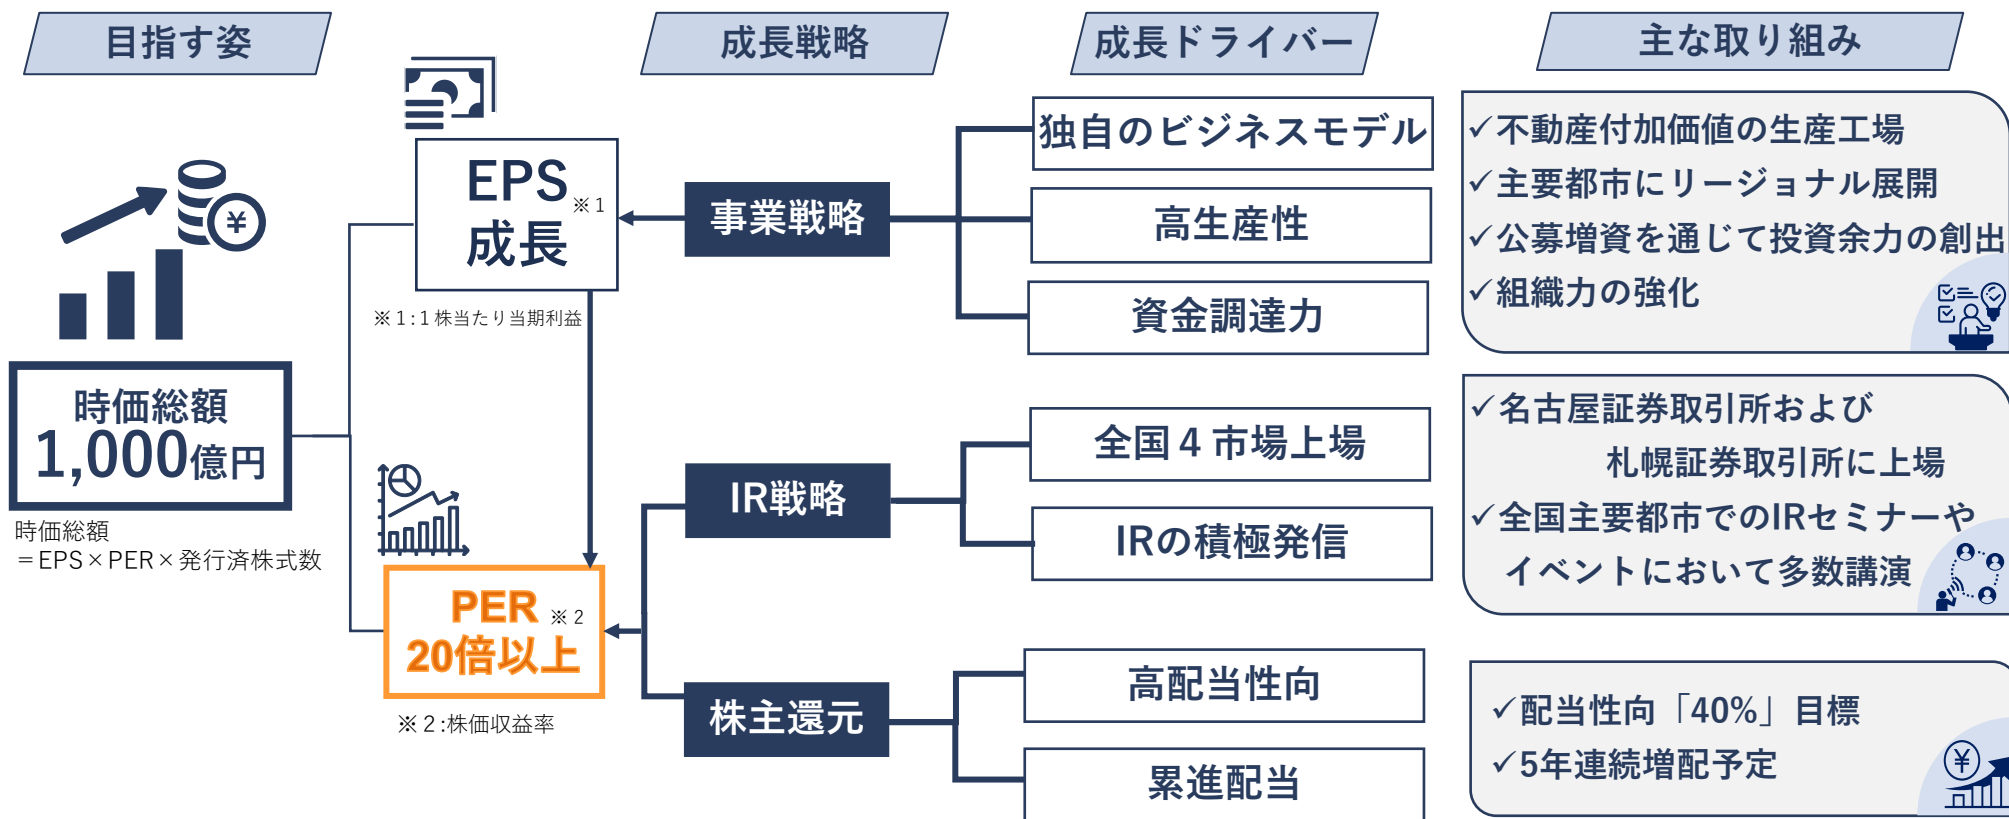 目指す姿
成長戦略
成長ドライバー
主な取り組み
EPS※1
成長
※1:1株当たり当期利益
時価総額
1,000億円
時価総額
=EPS×PER×発行済株式数
PER※2
20倍以上
※2:株価収益率
事業戦略
IR戦略
株主還元
独自のビジネスモデル
高生産性
資金調達力
全国4市場上場
IRの積極発信
高配当性向
累進配当
✓不動産付加価値の生産工場
✓主要都市にリージョナル展開
✓公募増資を通じて投資余力の創出
✓組織力の強化
✓名古屋証券取引所および
札幌証券取引所に上場
✓全国主要都市でのIRセミナーや
イベントにおいて多数講演
✓配当性向「40%」目標
✓5年連続増配予定